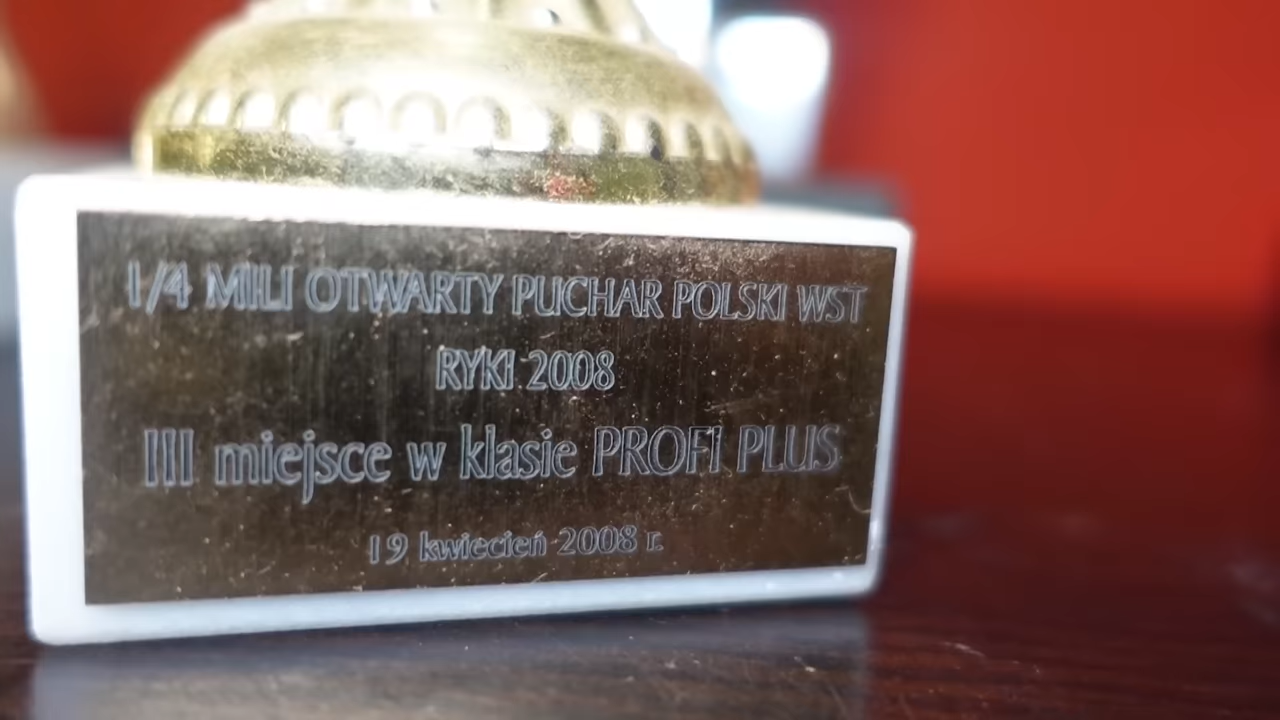 1/4 MILI OTWARTY PUCHAR POLSKI WST
RYKI 2008
III miejsce w klasie PROFI PLUS
19 kwiecień 2008 r.